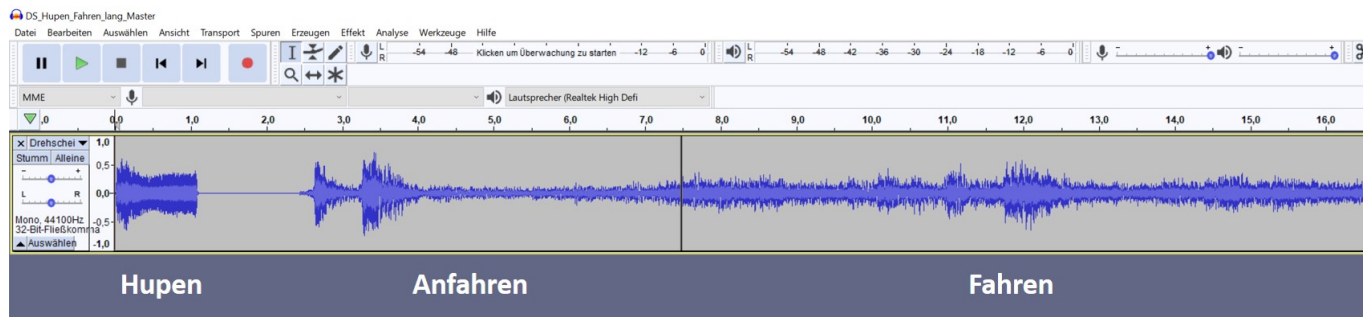 DS_Hupen_Fahren_lang_Master
Datei Bearbeiten Auswählen Ansicht Transport Spuren Erzeugen Effekt Analyse Werkzeuge Hilfe
L R -54 -48 Klicken um Überwachung zu starten -12 -6 0 L R -54 -48 -42 -36 -30 -24 -18 -12 -6 0
MME Lautsprecher (Realtek High Defi
,0 0,0 1,0 2,0 3,0 4,0 5,0 6,0 7,0 8,0 9,0 10,0 11,0 12,0 13,0 14,0 15,0 16,0
× Drehschei 1,0
Stumm Alleine 0,5
- +
L R 0,0
Mono, 44100Hz -0,5
32-Bit-Fließkomma
Auswählen -1,0
Hupen Anfahren Fahren